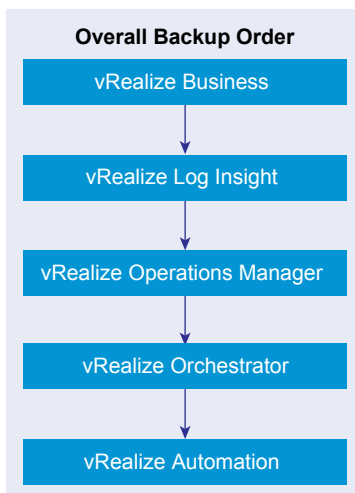 Overall Backup Order
vRealize Business
vRealize Log Insight
vRealize Operations Manager
vRealize Orchestrator
vRealize Automation